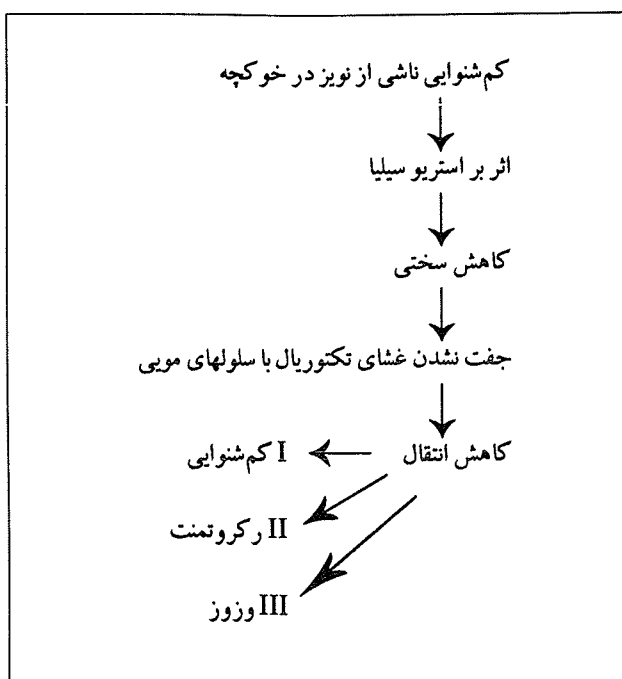 کم‌شنوایی ناشی از نویز در خوکچه
اثر بر استریو سیلیا
کاهش سختی
جفت نشدن غشای تکتوریال با سلولهای مویی
کاهش انتقال
I کم‌شنوایی
II رکروتمنت
III وزوز